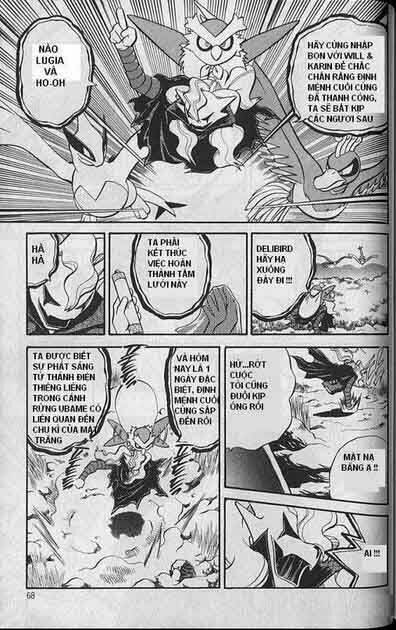 HÃY CÙNG NHẬP
BỌN VỚI WILL &
KARIN ĐỂ CHẮC
CHẮN RẰNG ĐỊNH
MỆNH CUỐI CÙNG
ĐÃ THÀNH CÔNG,
TA SẼ BẮT KỊP
CÁC NGƯƠI SAU
NÀO
LUGIA
VÀ
HO-OH
DELIBIRD
HÃY HẠ
XUỐNG
ĐÂY ĐI !!!
TA PHẢI
KẾT THÚC
VIỆC HOÀN
THÀNH TẤM
LƯỚI NÀY
HÀ
HÀ
HỪ...RỐT
CUỘC
TÔI CŨNG
ĐUỔI KỊP
ÔNG RỒI
MẶT NẠ
BĂNG A !!
AI !!!
VÀ HÔM
NAY LÀ 1
NGÀY ĐẶC
BIỆT, ĐỊNH
MỆNH CUỐI
CÙNG SẮP
ĐẾN RỒI
TA ĐƯỢC BIẾT
SỰ PHÁT SÁNG
TỪ THÁNH ĐIỆN
THIÊNG LIÊNG
TRONG CÁNH
RỪNG UBAME CÓ
LIÊN QUAN ĐẾN
CHU KÌ CỦA MẶT
TRĂNG
68